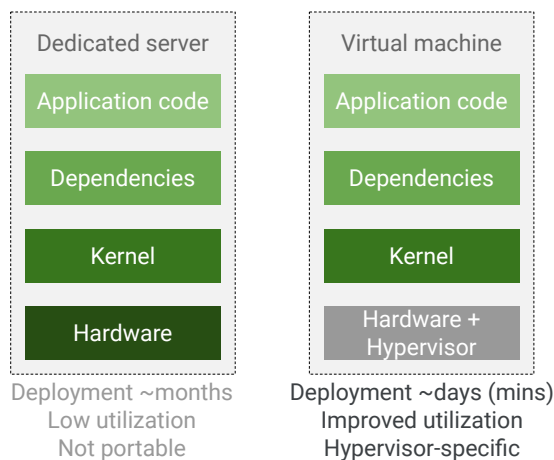 Dedicated server
Application code
Dependencies
Kernel
Hardware
Deployment ~months
Low utilization
Not portable
Virtual machine
Application code
Dependencies
Kernel
Hardware +
Hypervisor
Deployment ~days (mins)
Improved utilization
Hypervisor-specific